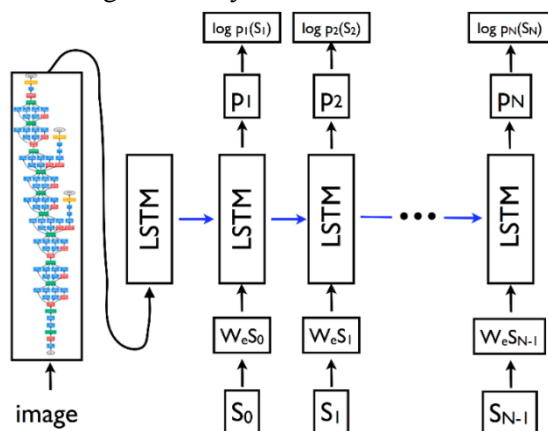 log p₁(S₁) log p₂(S₂) log pN(SN)
p₁ p₂ pN
LSTM LSTM LSTM ••• LSTM
WeS₀ WeS₁ WeSN-1
image S₀ S₁ SN-1